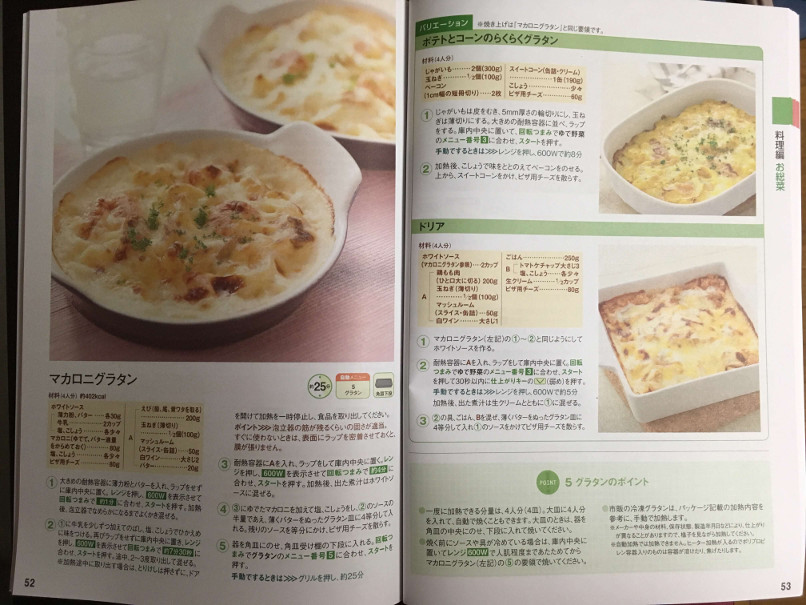 マカロニグラタン
材料(4人分) 約402kcal
ホワイトソース
薄力粉、バター……各30g
牛乳………2カップ
塩、こしょう……各少々
マカロニ(ゆでて、バター適量
をからめておく)……80g
塩、こしょう………各少々
ピザ用チーズ………80g
A
えび(殻、尾、背ワタを取る)
………200g
玉ねぎ(薄切り)
………1/2個(100g)
マッシュルーム
(スライス・缶詰)……50g
白ワイン………大さじ2
バター………20g
約25分
自動メニュー
5
グラタン
角皿下段
① 大きめの耐熱容器に薄力粉とバターを入れ、ラップをせず
に庫内中央に置く。レンジを押し、600Wを表示させて
回転つまみで約1分に合わせ、スタートを押す。加熱
後、泡立器でなめらかになるまでよくかき混ぜる。
② ①に牛乳を少しずつ加えてのばし、塩、こしょうでひかえめ
に味をつける。再びラップをせずに庫内中央に置く。レンジ
を押し、600Wを表示させて回転つまみで約7分30秒に
合わせ、スタートを押す。途中、2～3度取り出して混ぜる。
※加熱途中に取り出す場合は、とりけしは押さずに、ドア
を開けて加熱を一時停止し、食品を取り出してください。
ポイント>>>泡立器の筋が残るくらいの固さが適当。
すぐに使わないときは、表面にラップを密着させておくと、
膜が張りません。
③ 耐熱容器にAを入れ、ラップをして庫内中央に置く。レン
ジを押し、600Wを表示させて回転つまみで約4分に
合わせ、スタートを押す。加熱後、出た煮汁はホワイトソー
スに混ぜる。
④ ③にゆでたマカロニを加えて塩、こしょうをし、②のソースの
半量であえ、薄くバターをぬったグラタン皿に4等分して入
れる。残りのソースを等分にかけ、ピザ用チーズを散らす。
⑤ 器を角皿にのせ、角皿受け棚の下段に入れる。回転つ
まみでグラタンのメニュー番号5に合わせ、スタートを
押す。
手動でするときは>>>グリルを押し、約25分
52
バリエーション
※焼き上げは「マカロニグラタン」と同じ要領です。
ポテトとコーンのらくらくグラタン
材料(4人分)
じゃがいも………2個(300g)
玉ねぎ………1/2個(100g)
ベーコン
(1cm幅の短冊切り)……2枚
スイートコーン(缶詰・クリーム)
………1缶(190g)
こしょう………少々
ピザ用チーズ………60g
① じゃがいもは皮をむき、5mm厚さの輪切りにし、玉ね
ぎは薄切りにする。大きめの耐熱容器に並べ、ラップ
をする。庫内中央に置いて、回転つまみでゆで野菜
のメニュー番号3に合わせ、スタートを押す。
手動でするときは>>>レンジを押し、600Wで約8分
② 加熱後、こしょうで味をととのえてベーコンをのせる。
上から、スイートコーンをかけ、ピザ用チーズを散らす。
ドリア
材料(4人分)
ホワイトソース
(マカロニグラタン参照)……2カップ
A
鶏もも肉
(ひと口大に切る) 200g
玉ねぎ(薄切り)
………1/2個(100g)
マッシュルーム
(スライス・缶詰)……50g
白ワイン………大さじ1
ごはん………250g
B
トマトケチャップ 大さじ3
塩、こしょう……各少々
生クリーム……1/2カップ
ピザ用チーズ………80g
① マカロニグラタン(左記)の①～②と同じようにして
ホワイトソースを作る。
② 耐熱容器にAを入れ、ラップをして庫内中央に置く。回転
つまみでゆで野菜のメニュー番号3に合わせ、スタートを
押して30秒以内に仕上がりキーの(弱め)を押す。
手動でするときは>>>レンジを押し、600Wで約5分
加熱後、出た煮汁は生クリームとともに①に混ぜる。
③ ②の具、ごはん、Bを混ぜ、薄くバターをぬったグラタン皿に
4等分して入れ①のソースをかけてピザ用チーズを散らす。
POINT
5 グラタンのポイント
●一度に加熱できる分量は、4人分(4皿)。大皿に4人分
を入れて、自動で焼くこともできます。大皿のときは、器を
角皿の中央にのせ、下段に入れて焼いてください。
●焼く前にソースや具が冷めている場合は、庫内中央に
置いてレンジ600Wで人肌程度まであたためてから
マカロニグラタン(左記)の⑤の要領で焼いてください。
●市販の冷凍グラタンは、パッケージ記載の加熱内容を
参考に、手動で加熱します。
※メーカーや中身の材料、保存状態、製造年月日などにより、仕上がり
が異なることがありますので、様子を見ながら加熱してください。
※自動加熱では加熱できません。ヒーター加熱が入るのでポリプロピ
レン容器入りのものは容器が溶けたり、焦げたりします。
53
料理編 お総菜